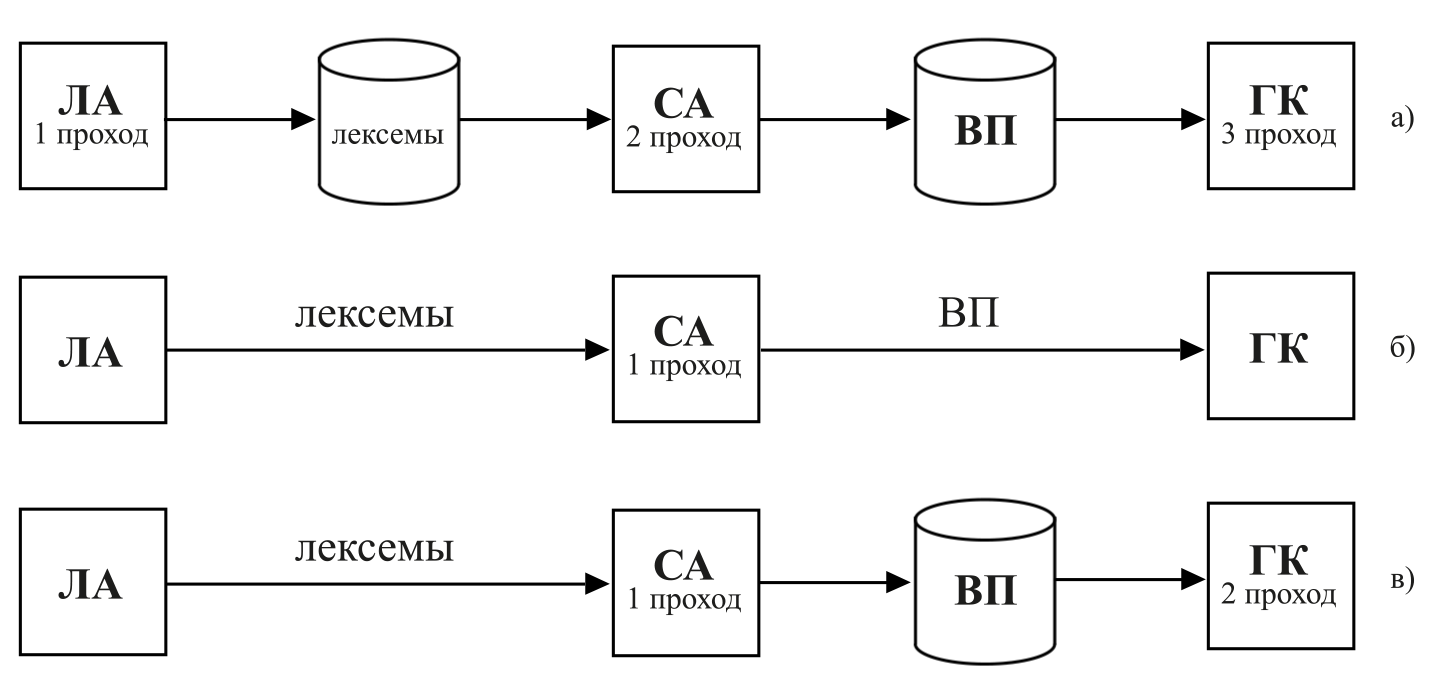 ЛА
1 проход
лексемы
СА
2 проход
ВП
ГК
3 проход
а)
ЛА
лексемы
СА
1 проход
ВП
ГК
б)
ЛА
лексемы
СА
1 проход
ВП
ГК
2 проход
в)